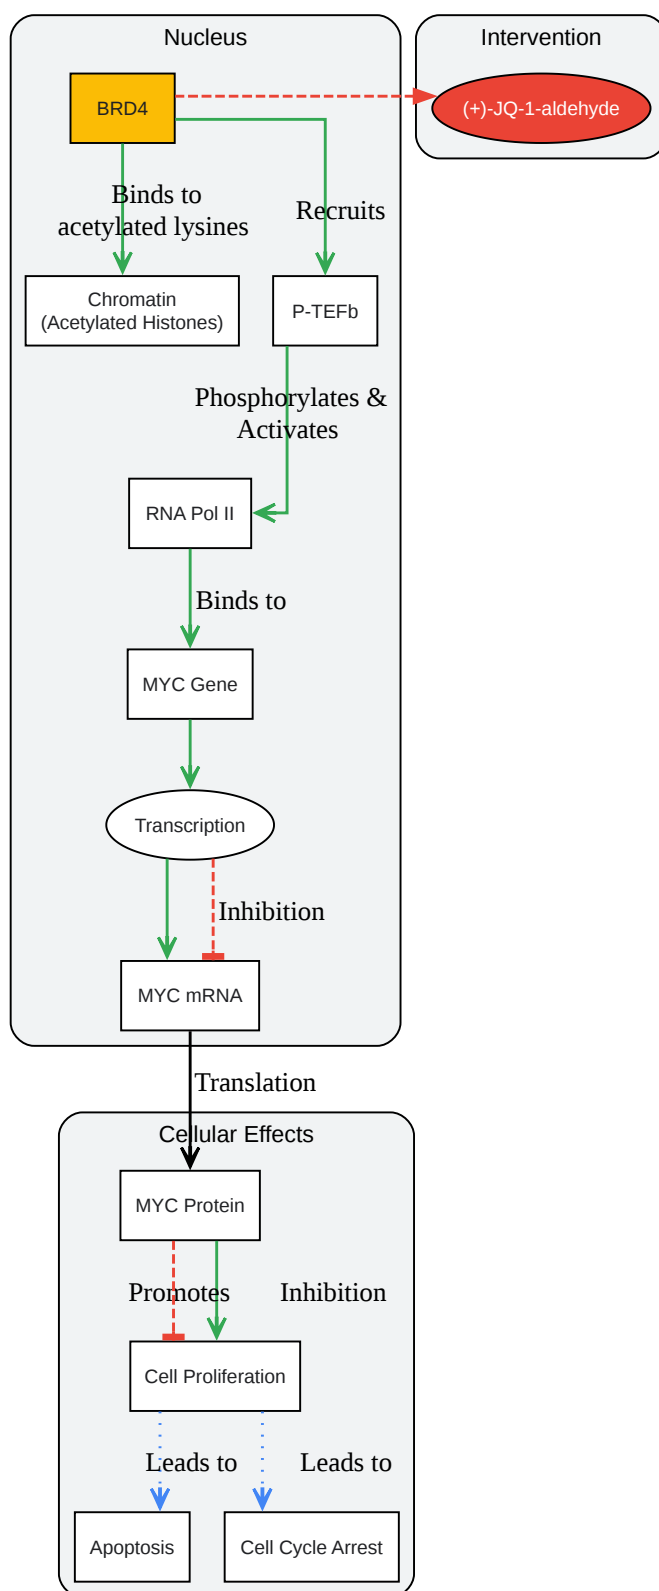 Nucleus
Intervention
BRD4
(+)-JQ-1-aldehyde
Binds to
acetylated lysines
Recruits
Chromatin
(Acetylated Histones)
P-TEFb
Phosphorylates &
Activates
RNA Pol II
Binds to
MYC Gene
Transcription
Inhibition
MYC mRNA
Translation
Cellular Effects
MYC Protein
Promotes
Inhibition
Cell Proliferation
Leads to
Leads to
Apoptosis
Cell Cycle Arrest